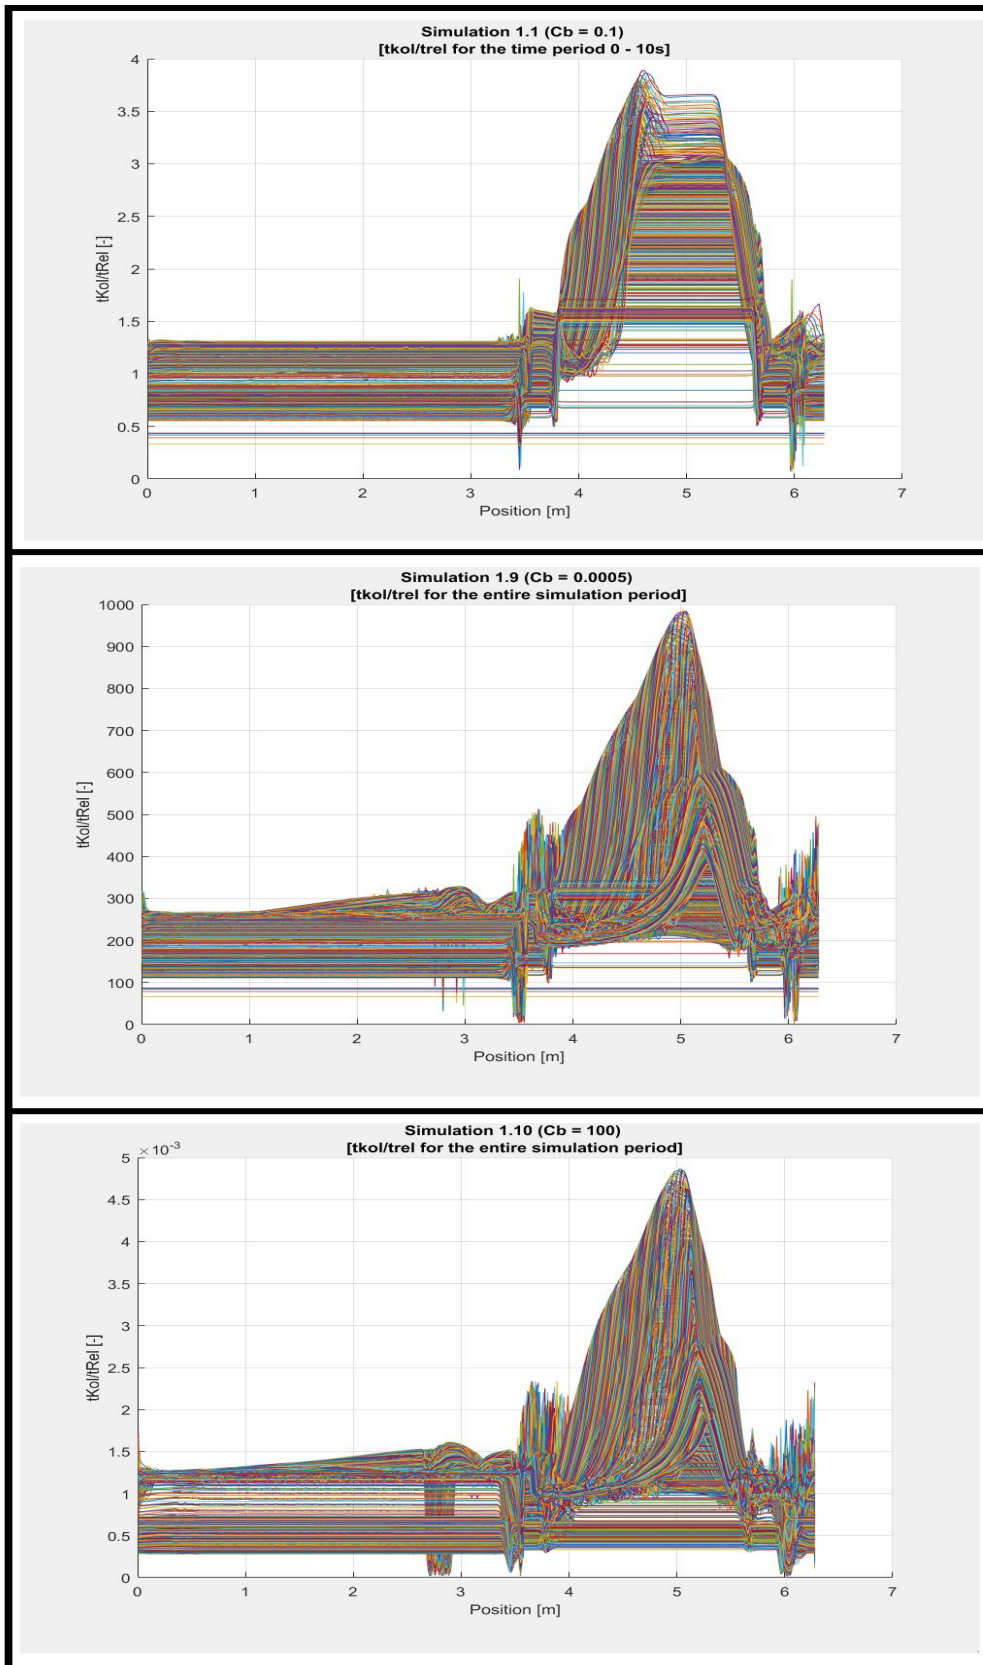 Simulation 1.1 (Cb = 0.1)
[tkol/trel for the time period 0 - 10s]
4
3.5
3
2.5
2
1.5
1
0.5
0
tKol/tRel [-]
0 1 2 3 4 5 6 7
Position [m]
Simulation 1.9 (Cb = 0.0005)
[tkol/trel for the entire simulation period]
1000
900
800
700
600
500
400
300
200
100
0
tKol/tRel [-]
0 1 2 3 4 5 6 7
Position [m]
Simulation 1.10 (Cb = 100)
[tkol/trel for the entire simulation period]
× 10-3
5
4.5
4
3.5
3
2.5
2
1.5
1
0.5
0
tKol/tRel [-]
0 1 2 3 4 5 6 7
Position [m]